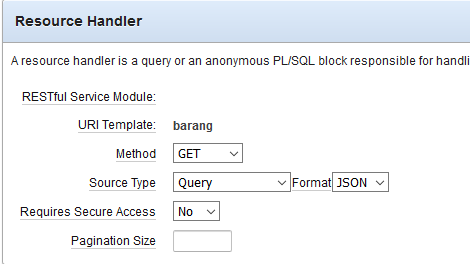 Resource Handler
A resource handler is a query or an anonymous PL/SQL block responsible for handli
RESTful Service Module:
URI Template: barang
Method GET
Source Type Query Format JSON
Requires Secure Access No
Pagination Size